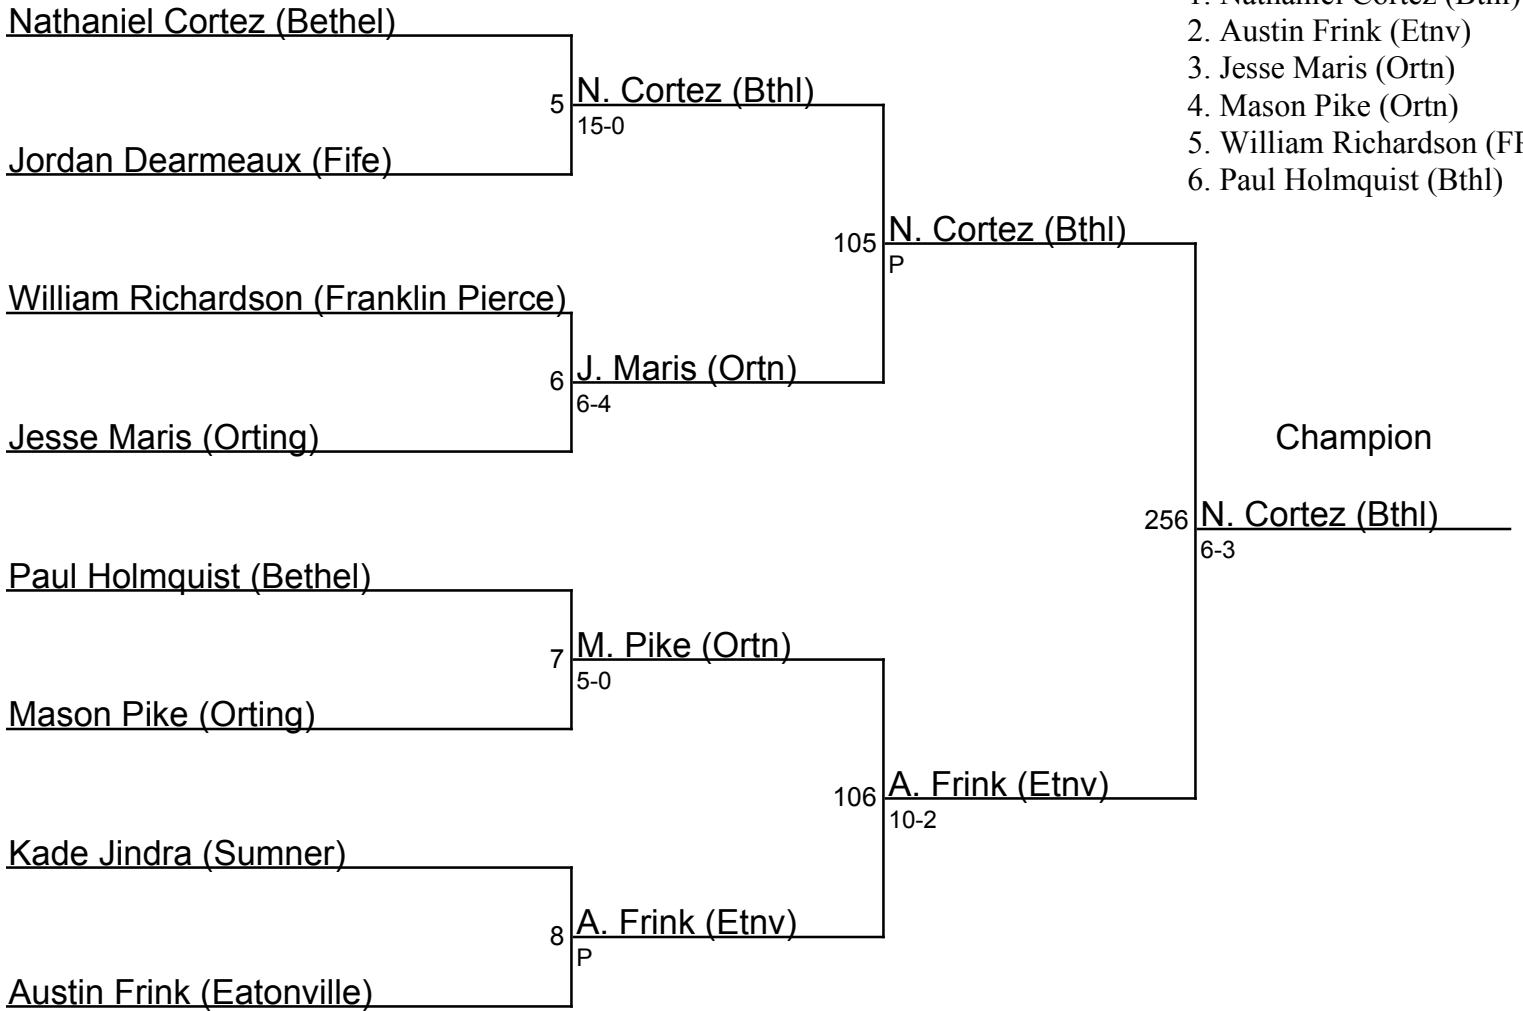 Nathaniel Cortez (Bethel)
5
N. Cortez (Bthl)
15-0
Jordan Dearmeaux (Fife)
105
N. Cortez (Bthl)
P
William Richardson (Franklin Pierce)
6
J. Maris (Ortn)
6-4
Jesse Maris (Orting)
Champion
256
N. Cortez (Bthl)
6-3
Paul Holmquist (Bethel)
7
M. Pike (Ortn)
5-0
Mason Pike (Orting)
106
A. Frink (Etnv)
10-2
Kade Jindra (Sumner)
8
A. Frink (Etnv)
P
Austin Frink (Eatonville)
1. Nathaniel Cortez (Bthl)
2. Austin Frink (Etnv)
3. Jesse Maris (Ortn)
4. Mason Pike (Ortn)
5. William Richardson
6. Paul Holmquist (Bthl)